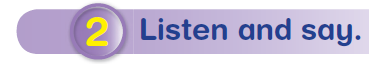 2 Listen and say.